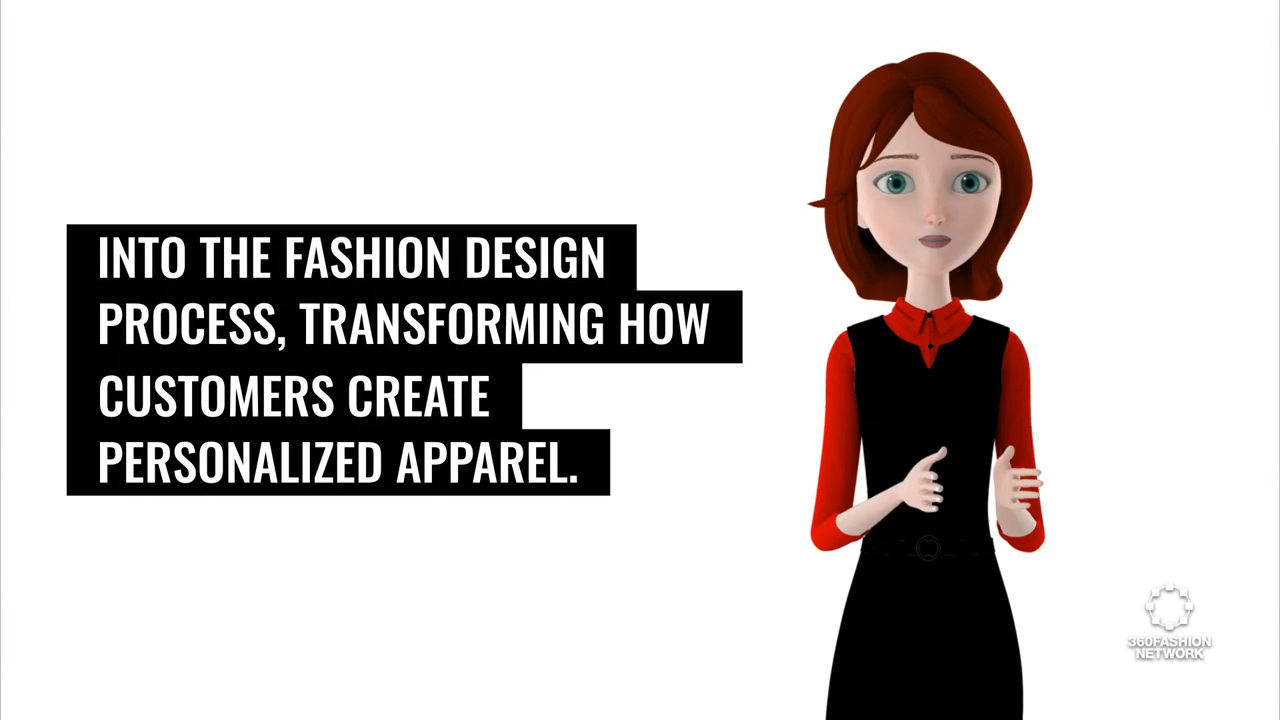 INTO THE FASHION DESIGN
PROCESS, TRANSFORMING HOW
CUSTOMERS CREATE
PERSONALIZED APPAREL.
360FASHION
NETWORK